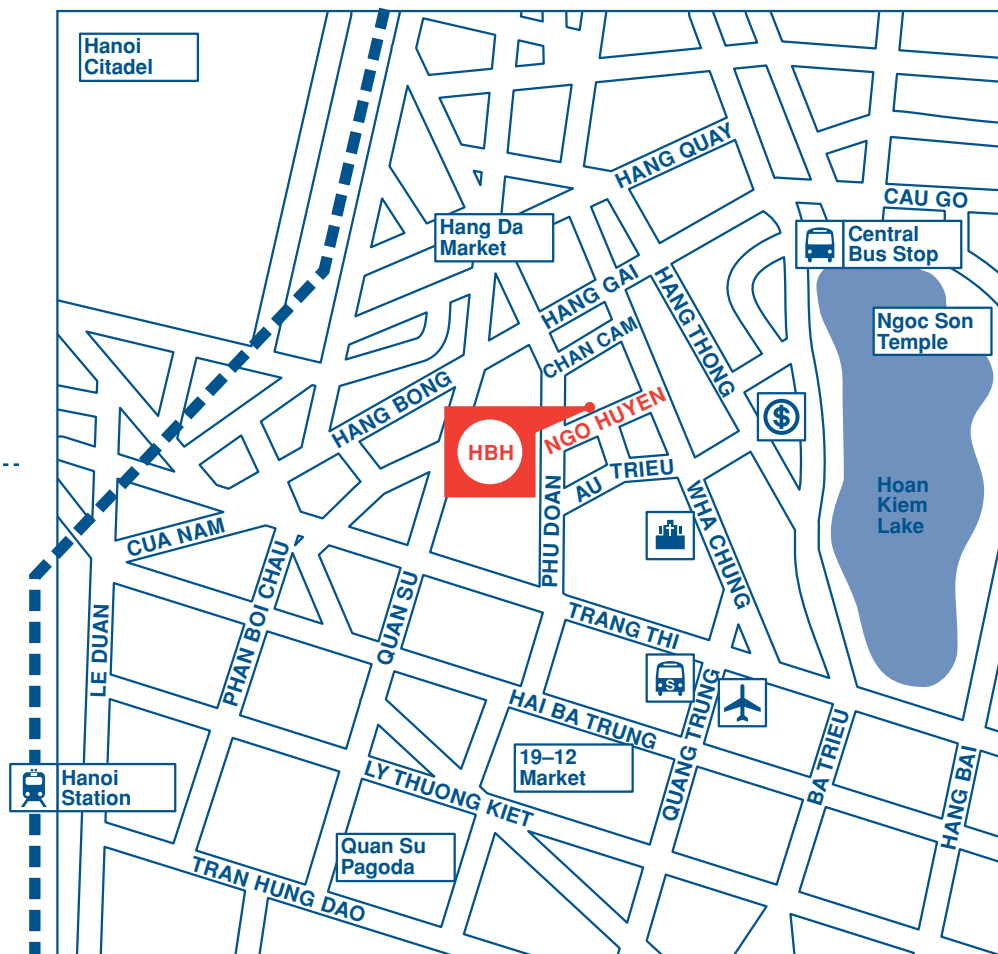 Hanoi
Citadel
HANG QUAY
CAU GO
Hang Da
Market
Central
Bus Stop
HANG GAI
HANG THONG
Ngoc Son
Temple
CHAN CAM
HANG BONG
NGO HUYEN
$
HBH
AU TRIEU
PHU DOAN
WHA CHUNG
Hoan
Kiem
Lake
CUA NAM
PHAN BOI CHAU
QUAN SU
LE DUAN
TRANG THI
S
HAI BA TRUNG
QUANG TRUNG
BA TRIEU
HANG BAI
19–12
Market
Hanoi
Station
LY THUONG KIET
Quan Su
Pagoda
TRAN HUNG DAO